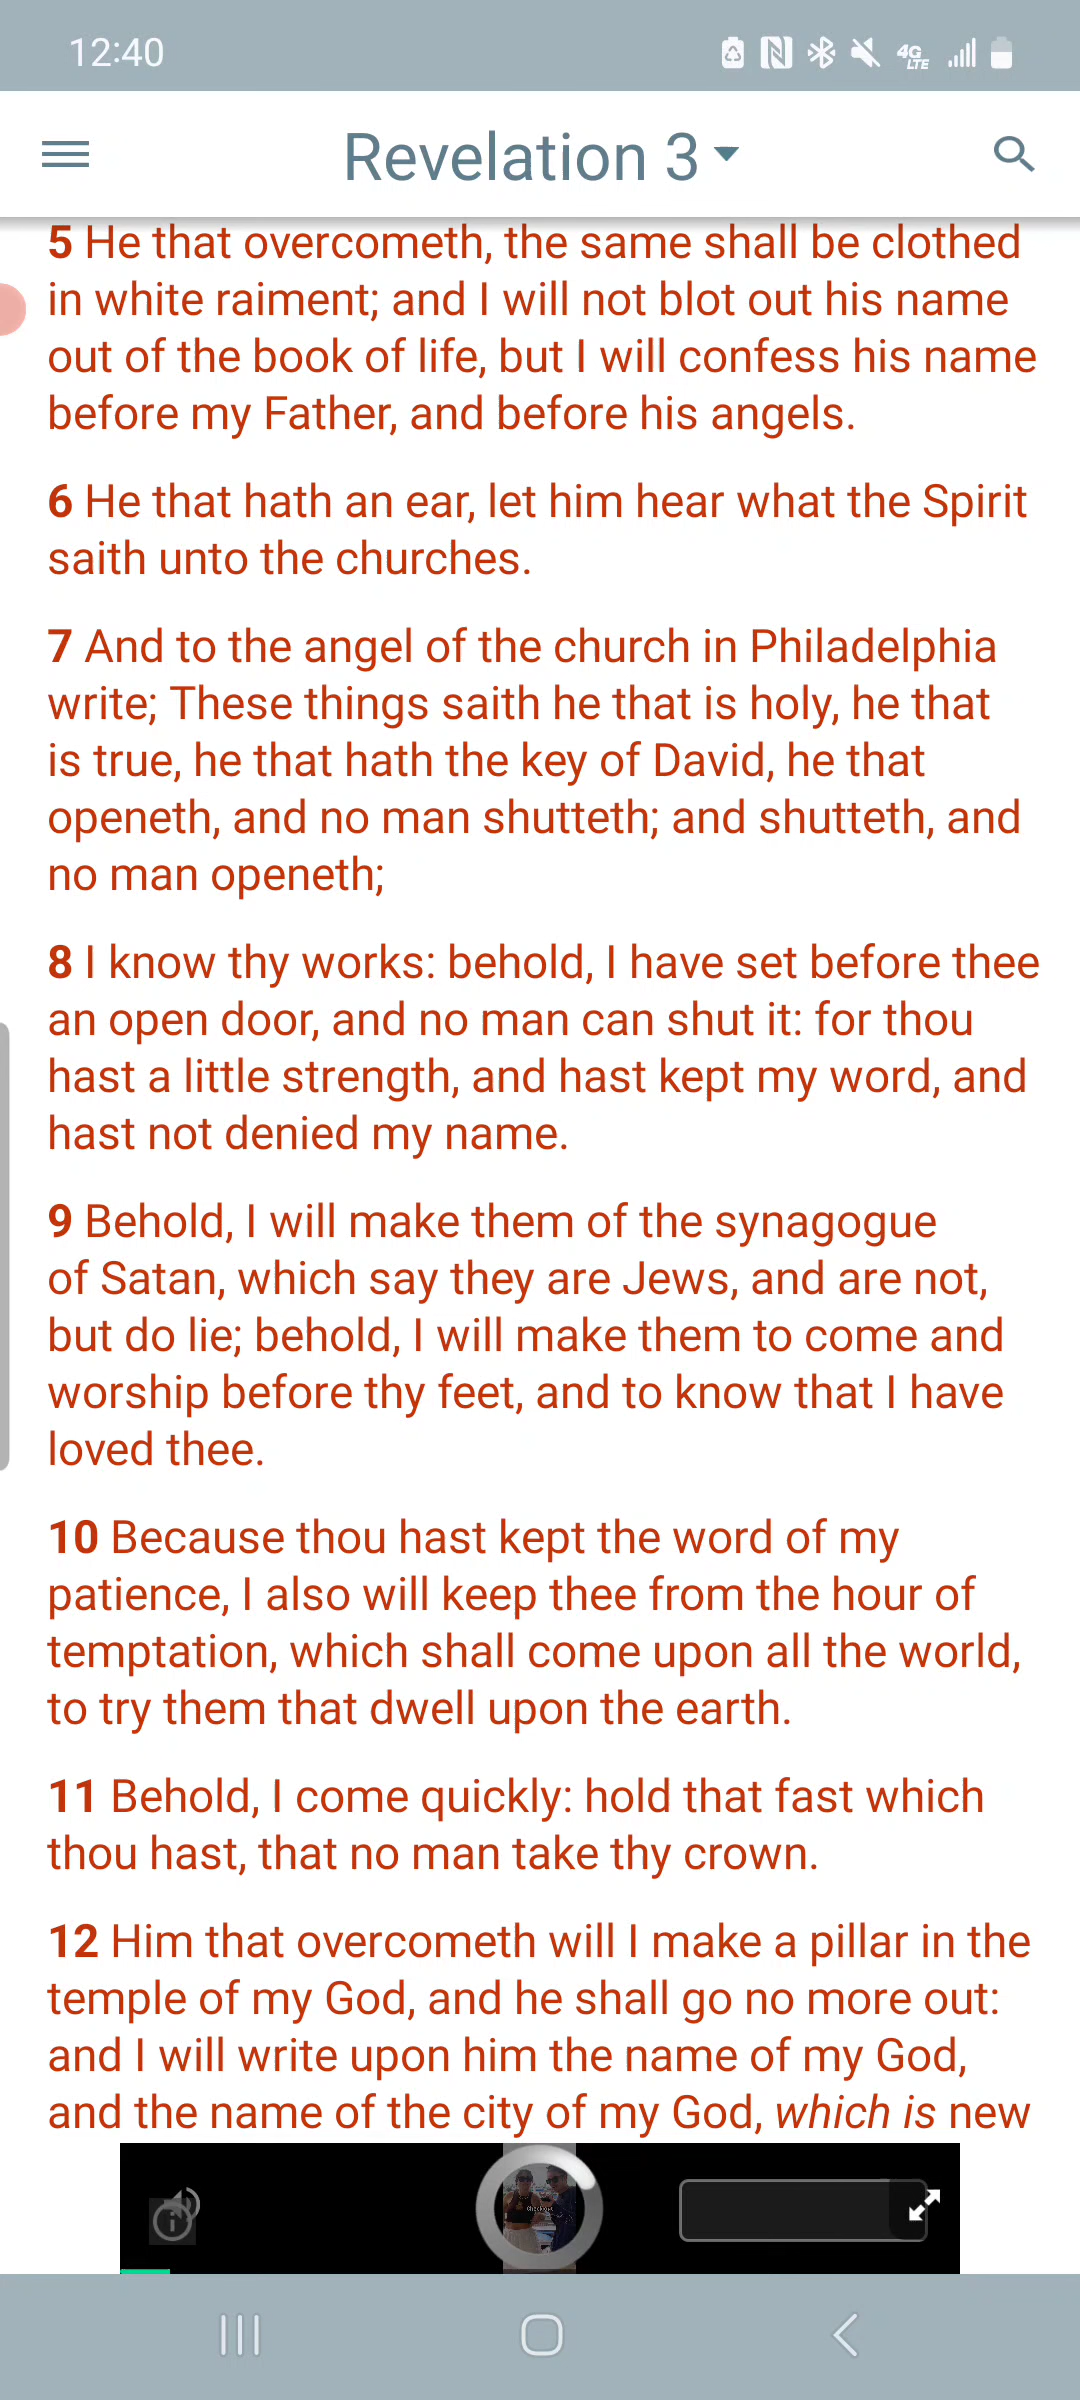 12:40
4G
LTE
Revelation 3
5 He that overcometh, the same shall be clothed
in white raiment; and I will not blot out his name
out of the book of life, but I will confess his name
before my Father, and before his angels.
6 He that hath an ear, let him hear what the Spirit
saith unto the churches.
7 And to the angel of the church in Philadelphia
write; These things saith he that is holy, he that
is true, he that hath the key of David, he that
openeth, and no man shutteth; and shutteth, and
no man openeth;
8 I know thy works: behold, I have set before thee
an open door, and no man can shut it: for thou
hast a little strength, and hast kept my word, and
hast not denied my name.
9 Behold, I will make them of the synagogue
of Satan, which say they are Jews, and are not,
but do lie; behold, I will make them to come and
worship before thy feet, and to know that I have
loved thee.
10 Because thou hast kept the word of my
patience, I also will keep thee from the hour of
temptation, which shall come upon all the world,
to try them that dwell upon the earth.
11 Behold, I come quickly: hold that fast which
thou hast, that no man take thy crown.
12 Him that overcometh will I make a pillar in the
temple of my God, and he shall go no more out:
and I will write upon him the name of my God,
and the name of the city of my God, which is new